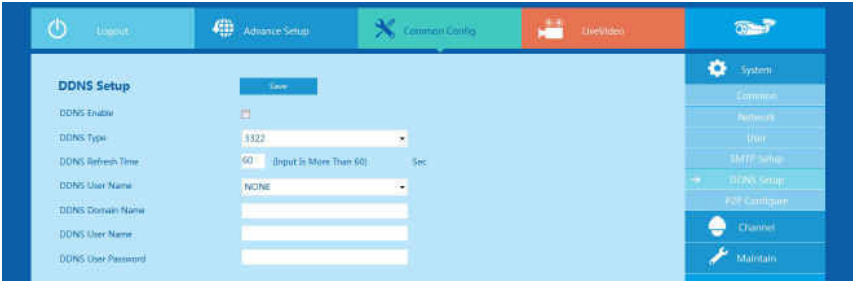 Logout
Advance Setup
Common Config
LiveVideo
DDNS Setup
Save
DDNS Enable
DDNS Type
3322
DDNS Refresh Time
60
(Input Is More Than 60)
Sec
DDNS User Name
NONE
DDNS Domain Name
DDNS User Name
DDNS User Password
System
Common
Network
User
SMTP Setup
DDNS Setup
P2P Configure
Channel
Maintain